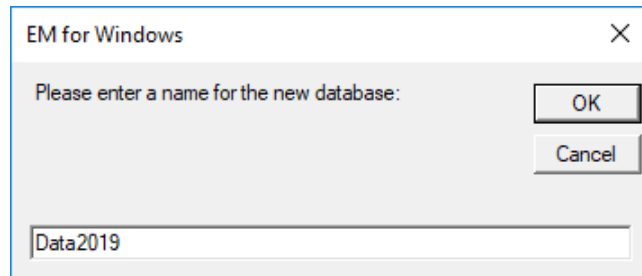 EM for Windows
Please enter a name for the new database:
OK
Cancel
Data2019